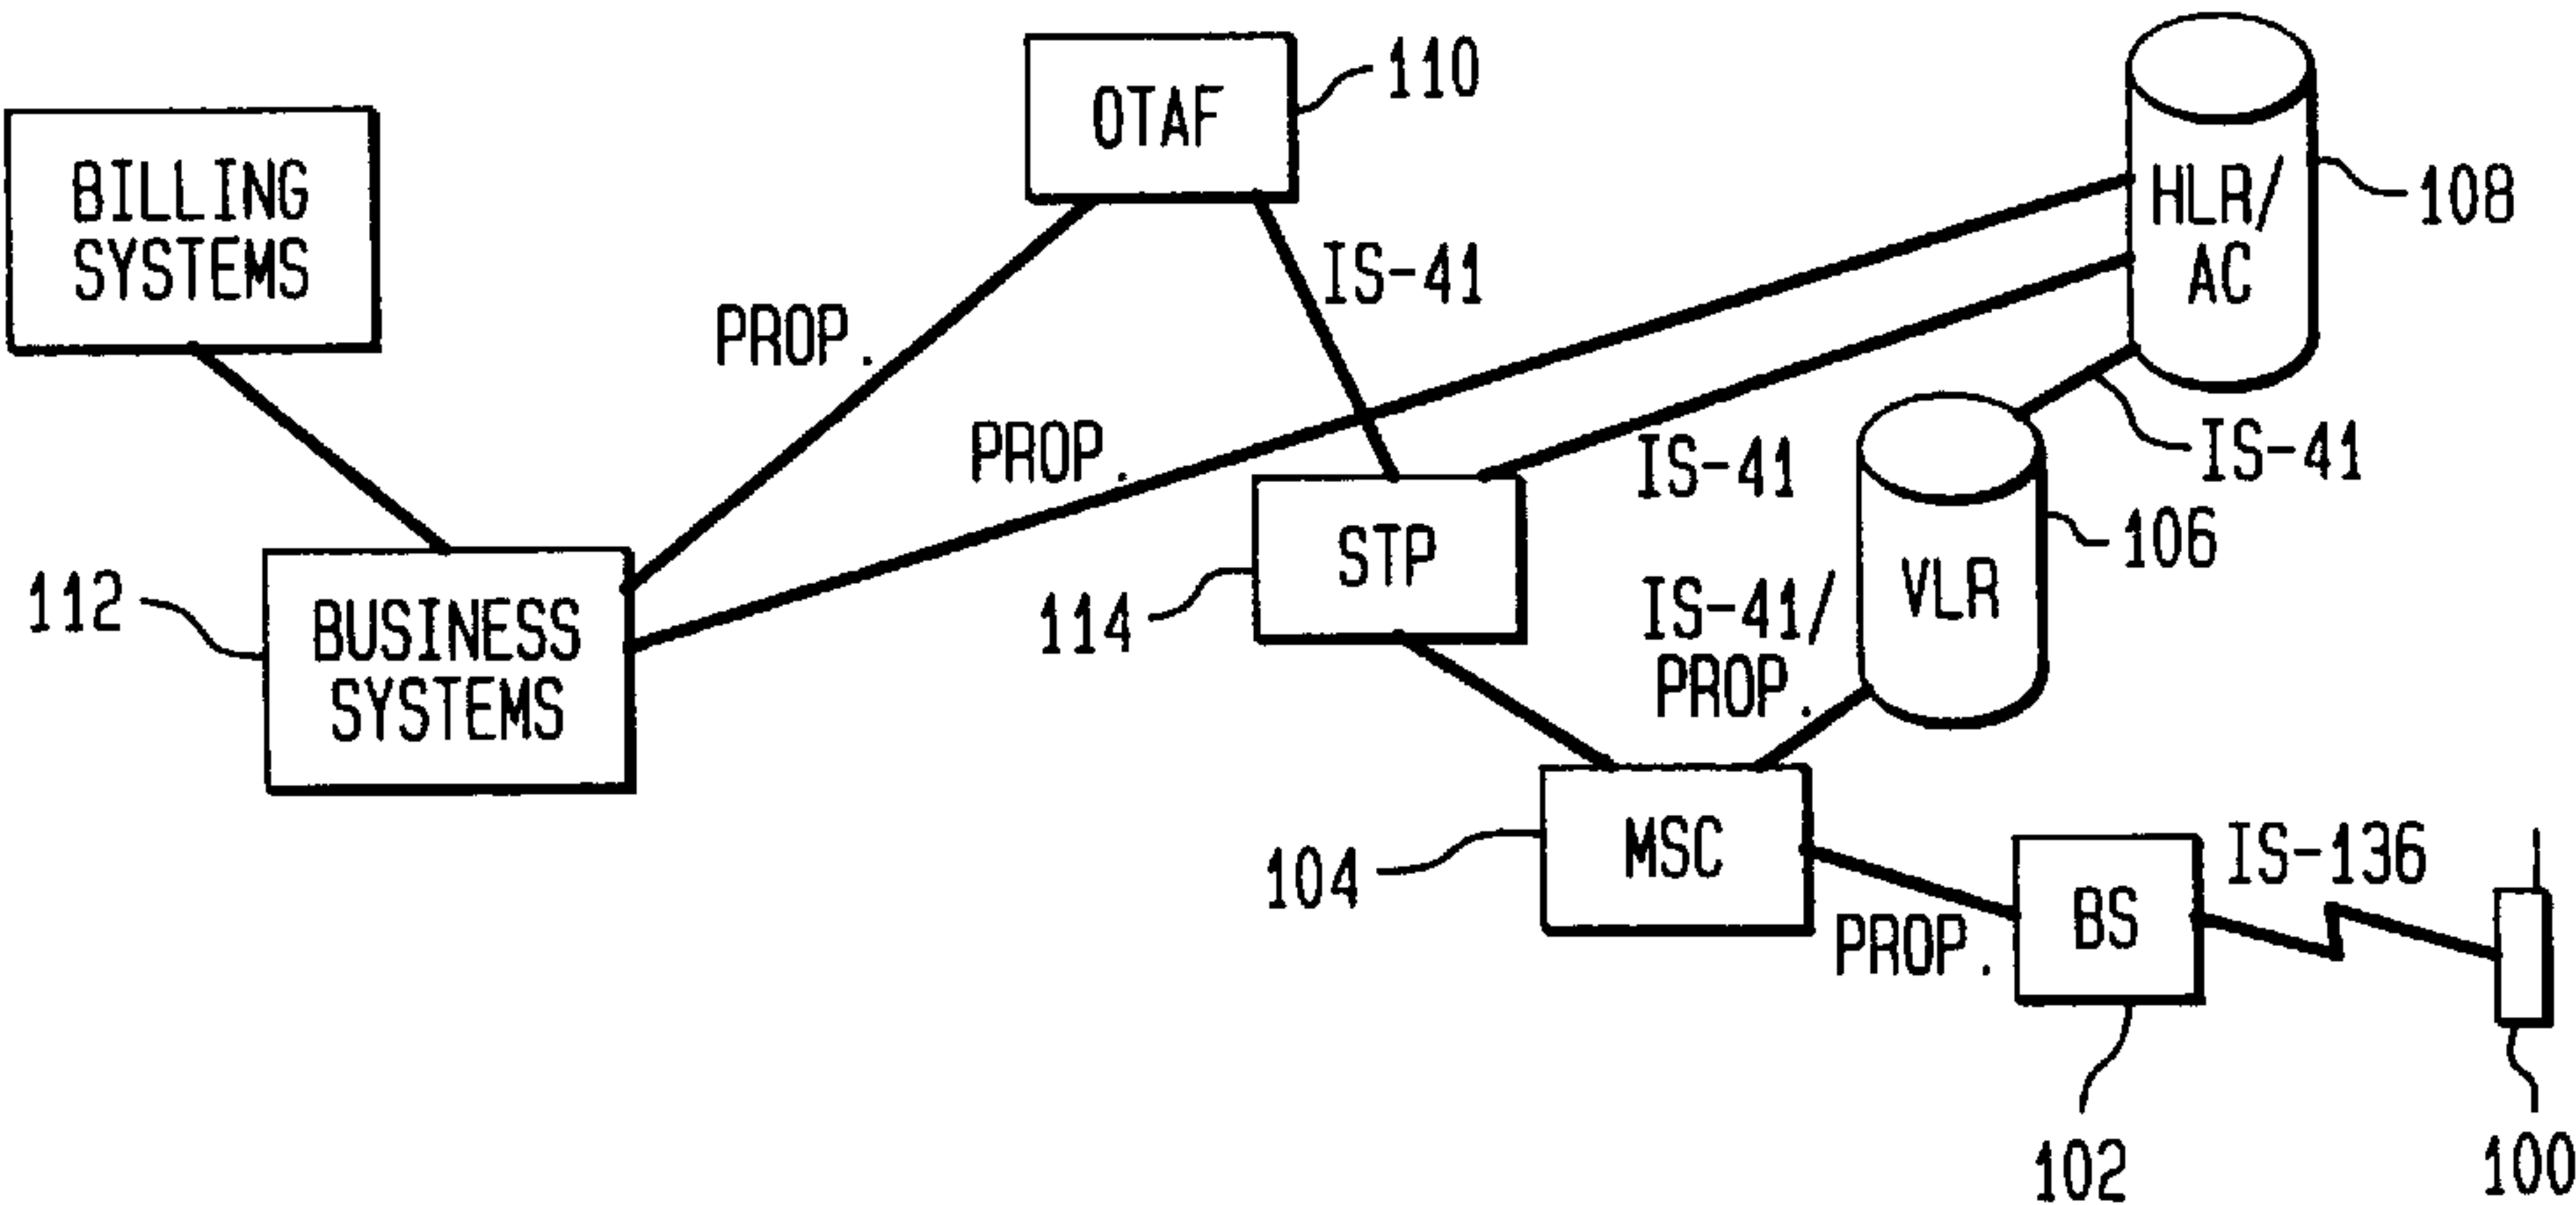 OTAF
110
BILLING
SYSTEMS
HLR/
AC
108
IS-41
PROP.
PROP.
IS-41
IS-41
STP
114
106
VLR
IS-41/
PROP.
112
BUSINESS
SYSTEMS
MSC
104
IS-136
BS
PROP.
102
100